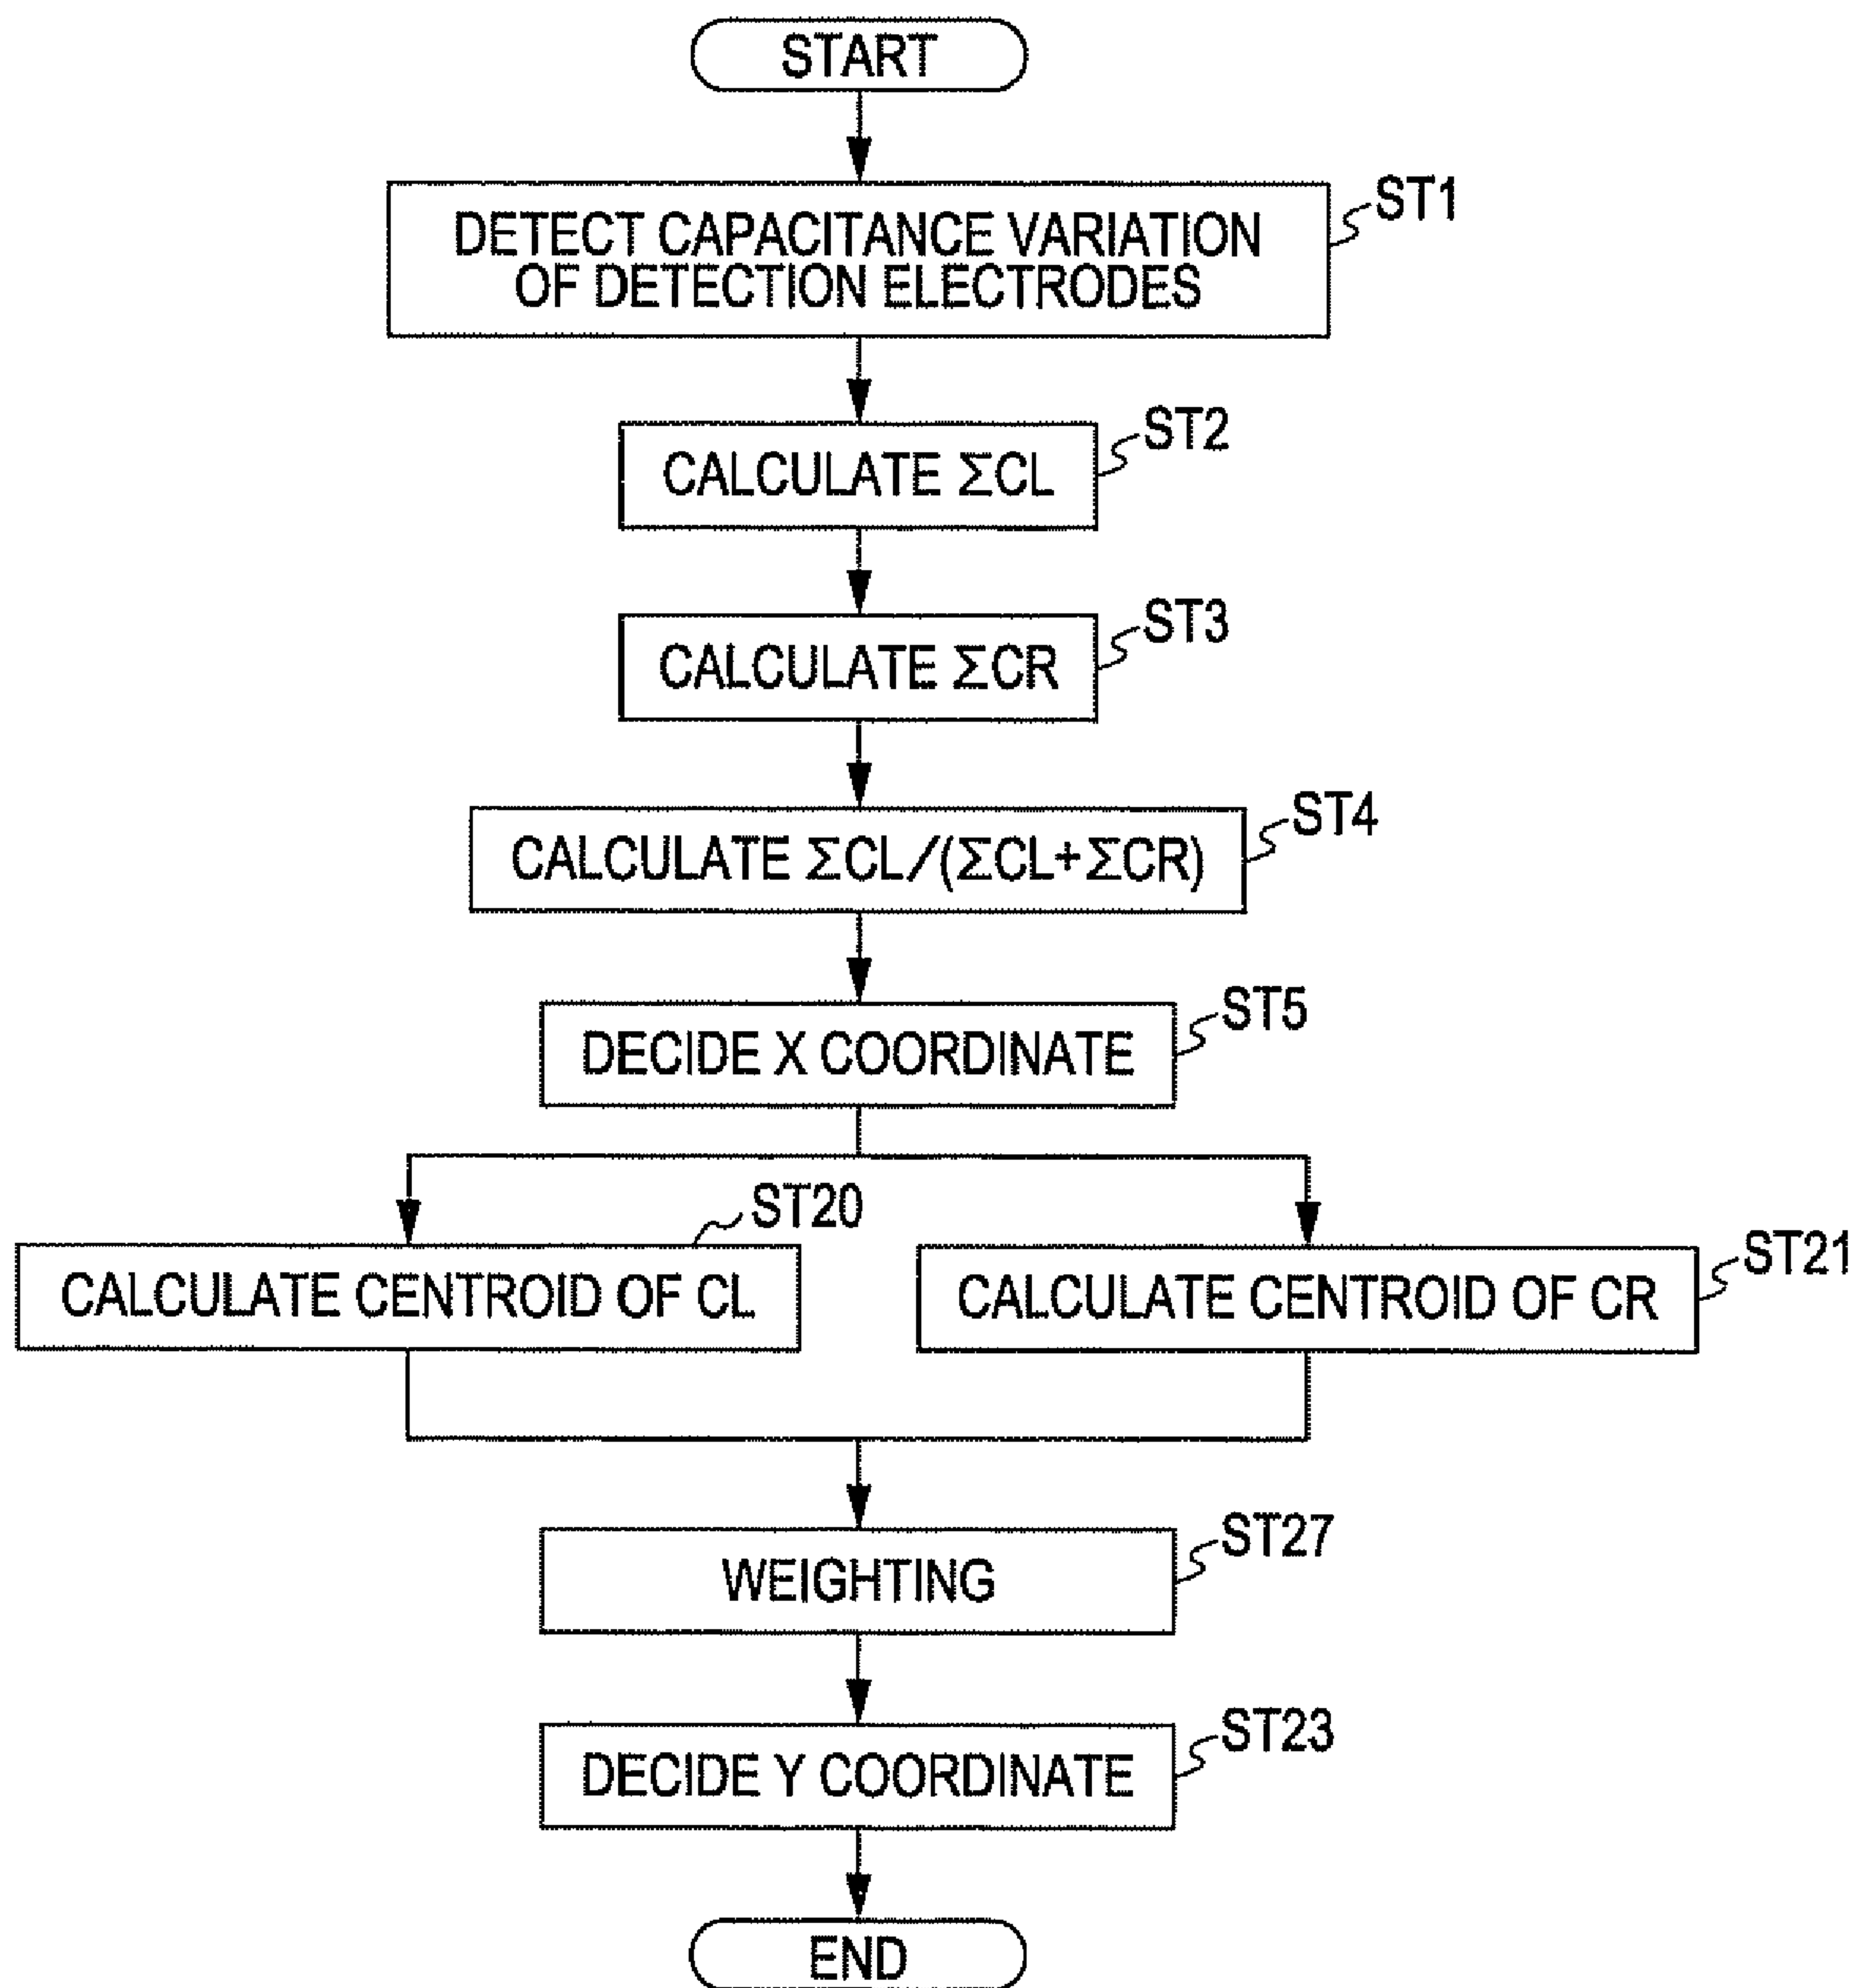 START
ST1
DETECT CAPACITANCE VARIATION
OF DETECTION ELECTRODES
ST2
CALCULATE ΣCL
ST3
CALCULATE ΣCR
ST4
CALCULATE ΣCL/(ΣCL+ΣCR)
ST5
DECIDE X COORDINATE
ST20
CALCULATE CENTROID OF CL
ST21
CALCULATE CENTROID OF CR
ST27
WEIGHTING
ST23
DECIDE Y COORDINATE
END